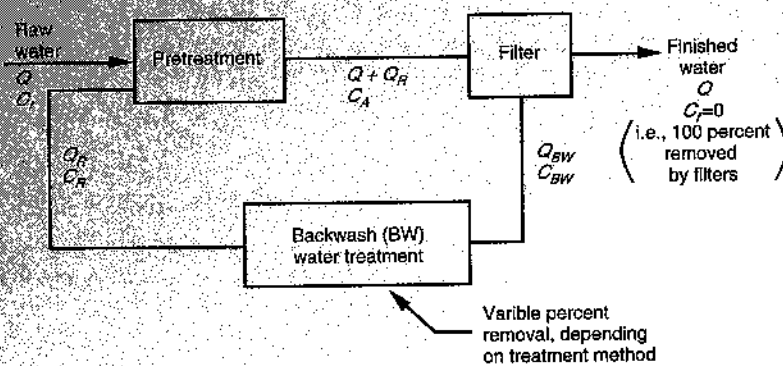 Raw
water
Q
C_r
Pretreatment
Q + Q_R
C_A
Filter
Finished
water
Q
C_f=0
(i.e., 100 percent
removed
by filters)
Q_R
C_R
Q_BW
C_BW
Backwash (BW)
water treatment
Varible percent
removal, depending
on treatment method